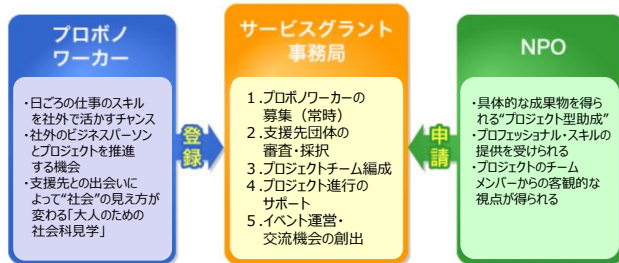 プロボノ
ワーカー
・日ごろの仕事のスキル
を社外で活かすチャンス
・社外のビジネスパーソン
とプロジェクトを推進
する機会
・支援先との出会いに
よって“社会”の見え方が
変わる「大人のための
社会科見学」
登録
サービスグラント
事務局
１.プロボノワーカーの
募集（常時）
２.支援先団体の
審査・採択
３.プロジェクトチーム編成
４.プロジェクト進行の
サポート
５.イベント運営・
交流機会の創出
申請
NPO
・具体的な成果物を得ら
れる“プロジェクト型助成”
・プロフェッショナル・スキルの
提供を受けられる
・プロジェクトのチーム
メンバーからの客観的な
視点が得られる